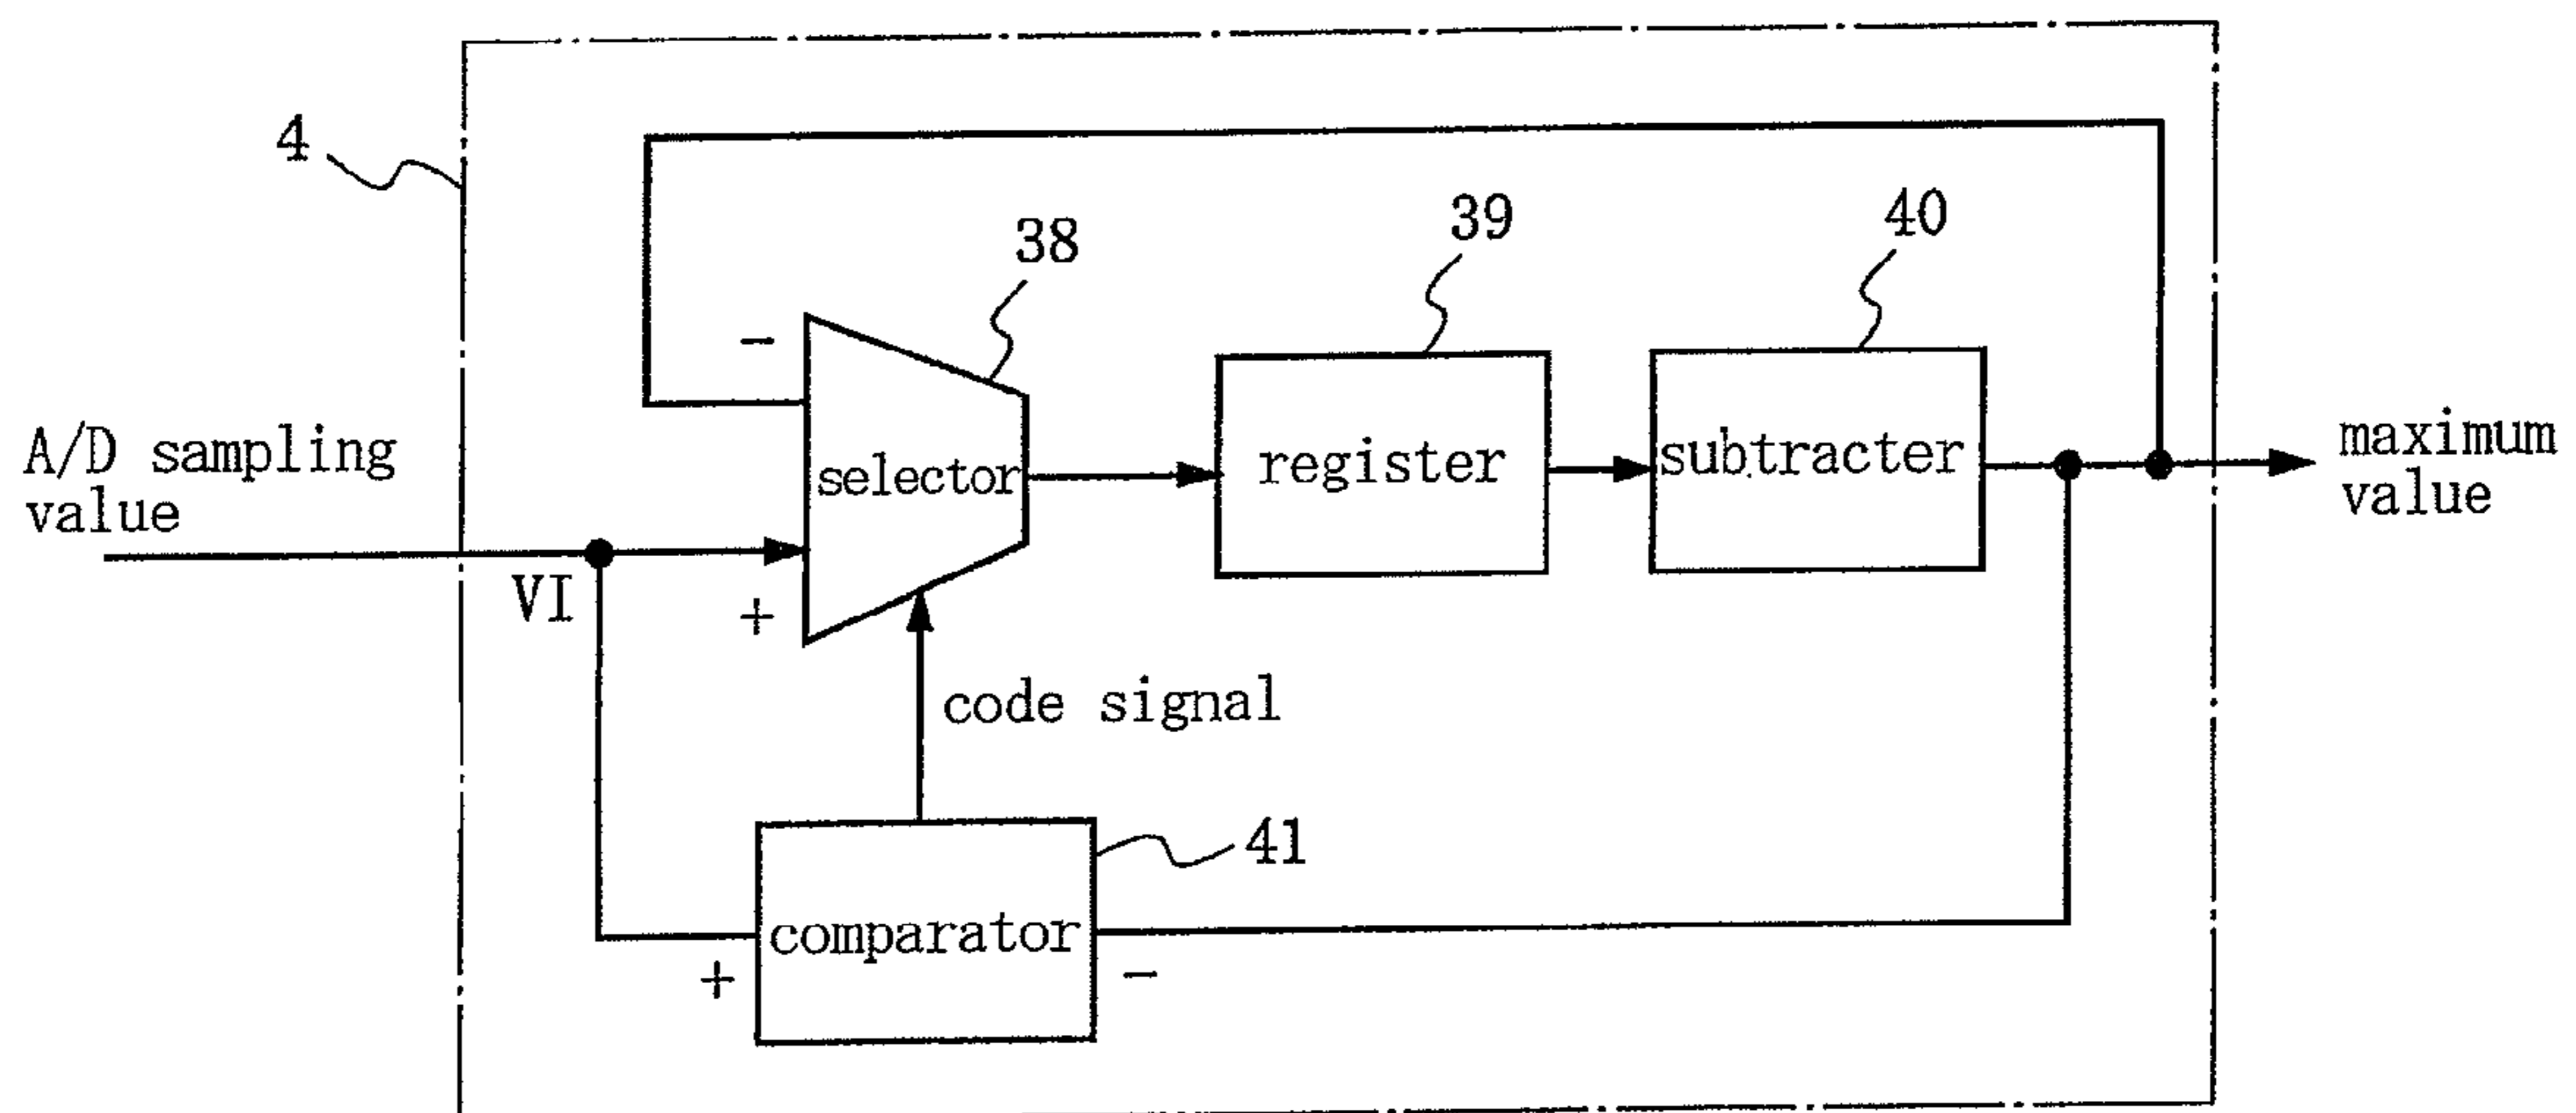 4
38
39
40
A/D sampling
value
-
selector
register
subtracter
maximum
value
VI
+
code signal
41
comparator
+
-